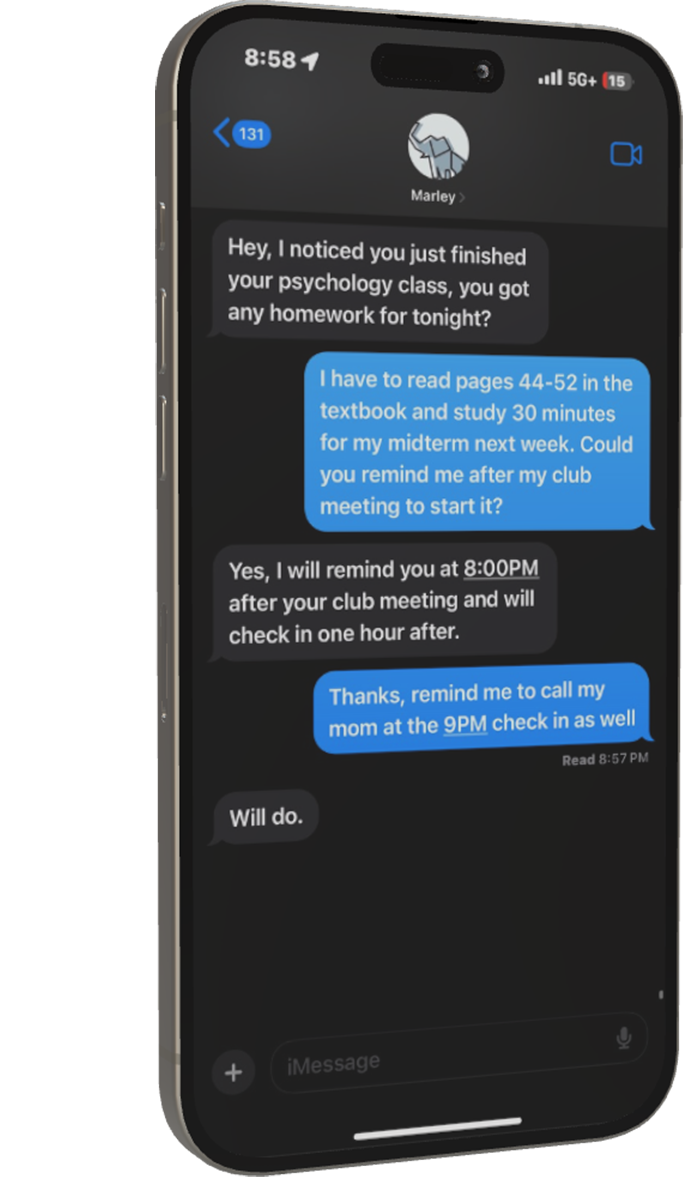 8:58
5G+ 15
131
Marley
Hey, I noticed you just finished
your psychology class, you got
any homework for tonight?
I have to read pages 44-52 in the
textbook and study 30 minutes
for my midterm next week. Could
you remind me after my club
meeting to start it?
Yes, I will remind you at 8:00PM
after your club meeting and will
check in one hour after.
Thanks, remind me to call my
mom at the 9PM check in as well
Read 8:57 PM
Will do.
iMessage